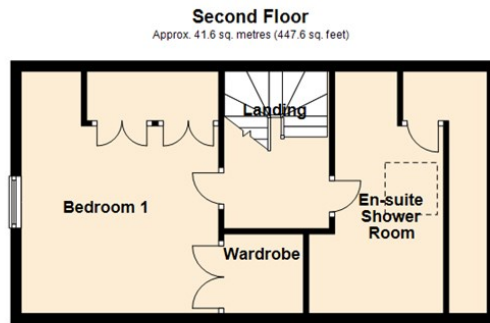 Second Floor
Approx. 41.6 sq. metres (447.6 sq. feet)
Landing
Bedroom 1
En-suite
Shower
Room
Wardrobe